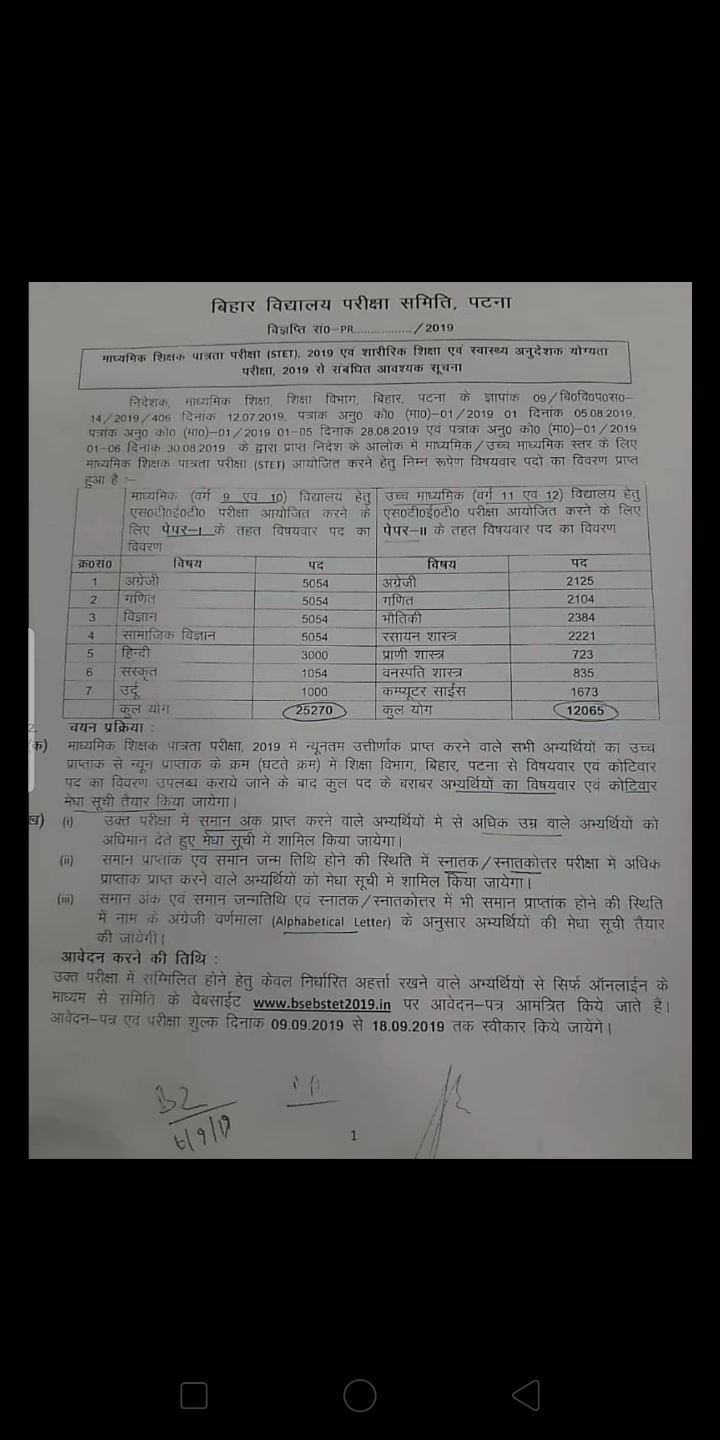 बिहार विद्यालय परीक्षा समिति, पटना
विज्ञप्ति सं0-PR................/2019
माध्यमिक शिक्षक पात्रता परीक्षा (STET), 2019 एवं शारीरिक शिक्षा एवं स्वास्थ्य अनुदेशक योग्यता
परीक्षा, 2019 से संबंधित आवश्यक सूचना
निदेशक, माध्यमिक शिक्षा, शिक्षा विभाग, बिहार, पटना के ज्ञापांक 09/वि0वि0प0स0-
14/2019/406 दिनांक 12.07.2019, पत्रांक अनु0 को0 (मा0)-01/2019 01 दिनांक 05.08.2019,
पत्रांक अनु0 को0 (मा0)-01/2019 01-05 दिनांक 28.08.2019 एवं पत्रांक अनु0 को0 (मा0)-01/2019
01-06 दिनांक 30.08.2019 के द्वारा प्राप्त निदेश के आलोक में माध्यमिक/उच्च माध्यमिक स्तर के लिए
माध्यमिक शिक्षक पात्रता परीक्षा (STET) आयोजित करने हेतु निम्न रूपेण विषयवार पदों का विवरण प्राप्त
हुआ है :-
माध्यमिक (वर्ग 9 एवं 10) विद्यालय हेतु उच्च माध्यमिक (वर्ग 11 एवं 12) विद्यालय हेतु
एस0टी0ई0टी0 परीक्षा आयोजित करने के एस0टी0ई0टी0 परीक्षा आयोजित करने के लिए
लिए पेपर-I के तहत विषयवार पद का पेपर-II के तहत विषयवार पद का विवरण
विवरण
क्र0सं0 विषय पद विषय पद
1 अंग्रेजी 5054 अंग्रेजी 2125
2 गणित 5054 गणित 2104
3 विज्ञान 5054 भौतिकी 2384
4 सामाजिक विज्ञान 5054 रसायन शास्त्र 2221
5 हिन्दी 3000 प्राणी शास्त्र 723
6 संस्कृत 1054 वनस्पति शास्त्र 835
7 उर्दू 1000 कम्प्यूटर साईंस 1673
कुल योग 25270 कुल योग 12065
2. चयन प्रक्रिया :
(क) माध्यमिक शिक्षक पात्रता परीक्षा, 2019 में न्यूनतम उत्तीर्णांक प्राप्त करने वाले सभी अभ्यर्थियों का उच्च
प्राप्तांक से न्यून प्राप्तांक के क्रम (घटते क्रम) में शिक्षा विभाग, बिहार, पटना से विषयवार एवं कोटिवार
पद का विवरण उपलब्ध कराये जाने के बाद कुल पद के बराबर अभ्यर्थियों का विषयवार एवं कोटिवार
मेधा सूची तैयार किया जायेगा।
(ख) (i) उक्त परीक्षा में समान अंक प्राप्त करने वाले अभ्यर्थियों में से अधिक उम्र वाले अभ्यर्थियों को
अधिमान देते हुए मेधा सूची में शामिल किया जायेगा।
(ii) समान प्राप्तांक एवं समान जन्म तिथि होने की स्थिति में स्नातक/स्नातकोत्तर परीक्षा में अधिक
प्राप्तांक प्राप्त करने वाले अभ्यर्थियों को मेधा सूची में शामिल किया जायेगा।
(iii) समान अंक एवं समान जन्मतिथि एवं स्नातक/स्नातकोत्तर में भी समान प्राप्तांक होने की स्थिति
में नाम के अंग्रेजी वर्णमाला (Alphabetical Letter) के अनुसार अभ्यर्थियों की मेधा सूची तैयार
की जायेगी।
आवेदन करने की तिथि :
उक्त परीक्षा में सम्मिलित होने हेतु केवल निर्धारित अहर्त्ता रखने वाले अभ्यर्थियों से सिर्फ ऑनलाईन के
माध्यम से समिति के वेबसाईट www.bsebstet2019.in पर आवेदन-पत्र आमंत्रित किये जाते हैं।
आवेदन-पत्र एवं परीक्षा शुल्क दिनांक 09.09.2019 से 18.09.2019 तक स्वीकार किये जायेंगे।
6/9/19
1